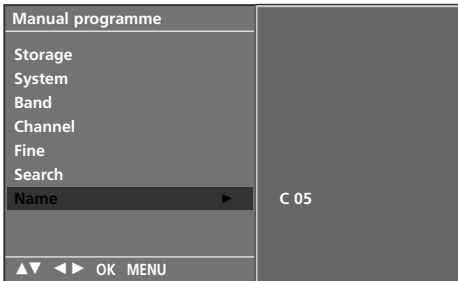 Manual programme
Storage
System
Band
Channel
Fine
Search
Name ► C 05
▲▼ ◄► OK MENU